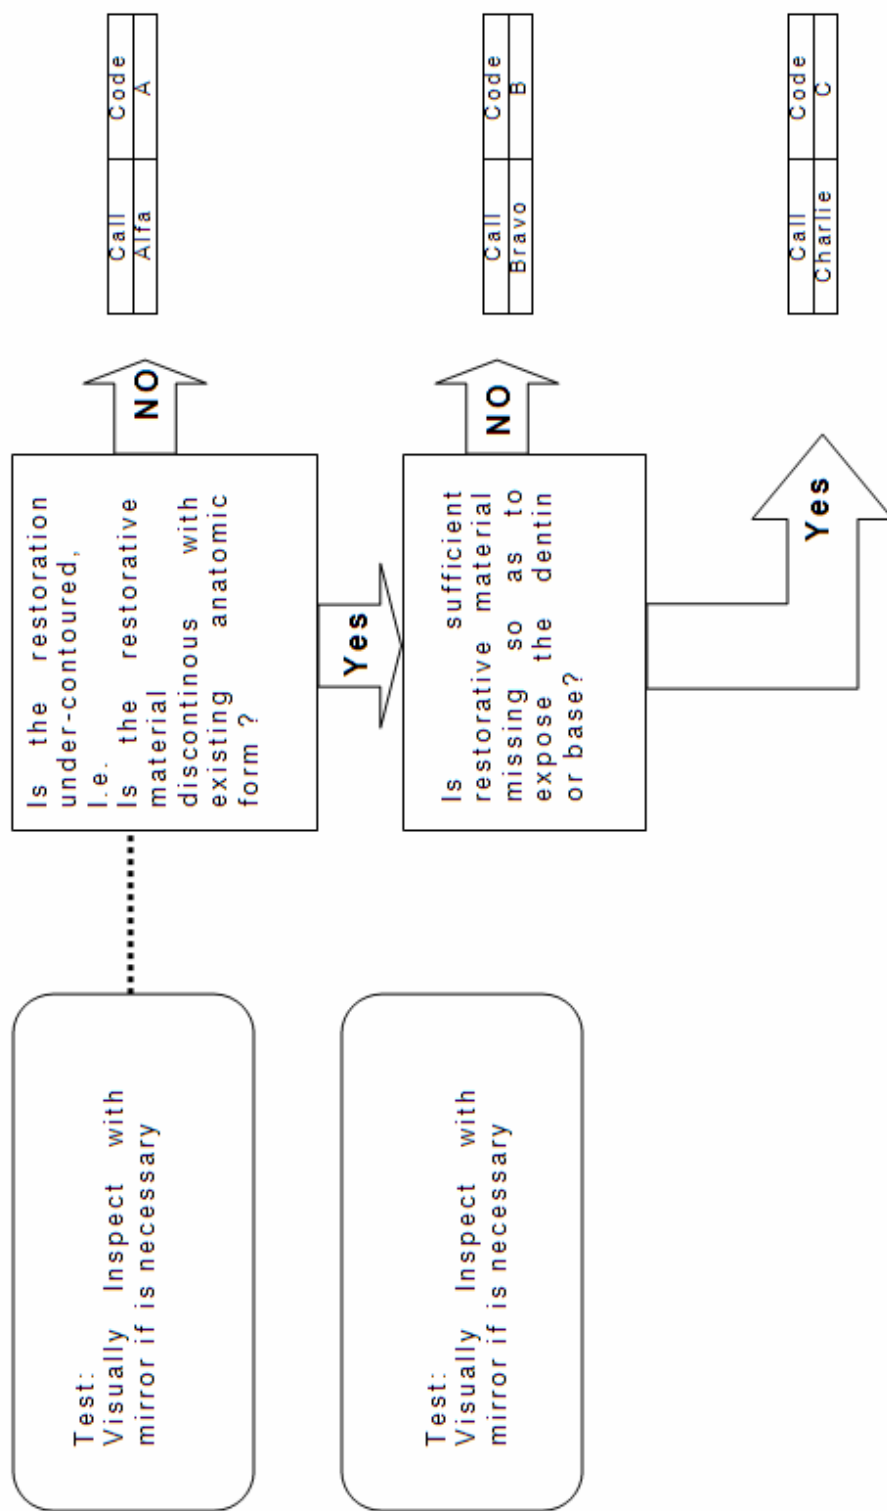 Test:
Visually Inspect with
mirror if is necessary
Is the restoration
under-contoured,
I.e.
Is the restorative
material
discontinous with
existing anatomic
form ?
NO
Call Code
Alfa A
Yes
Test:
Visually Inspect with
mirror if is necessary
Is sufficient
restorative material
missing so as to
expose the dentin
or base?
NO
Call Code
Bravo B
Yes
Call Code
Charlie C